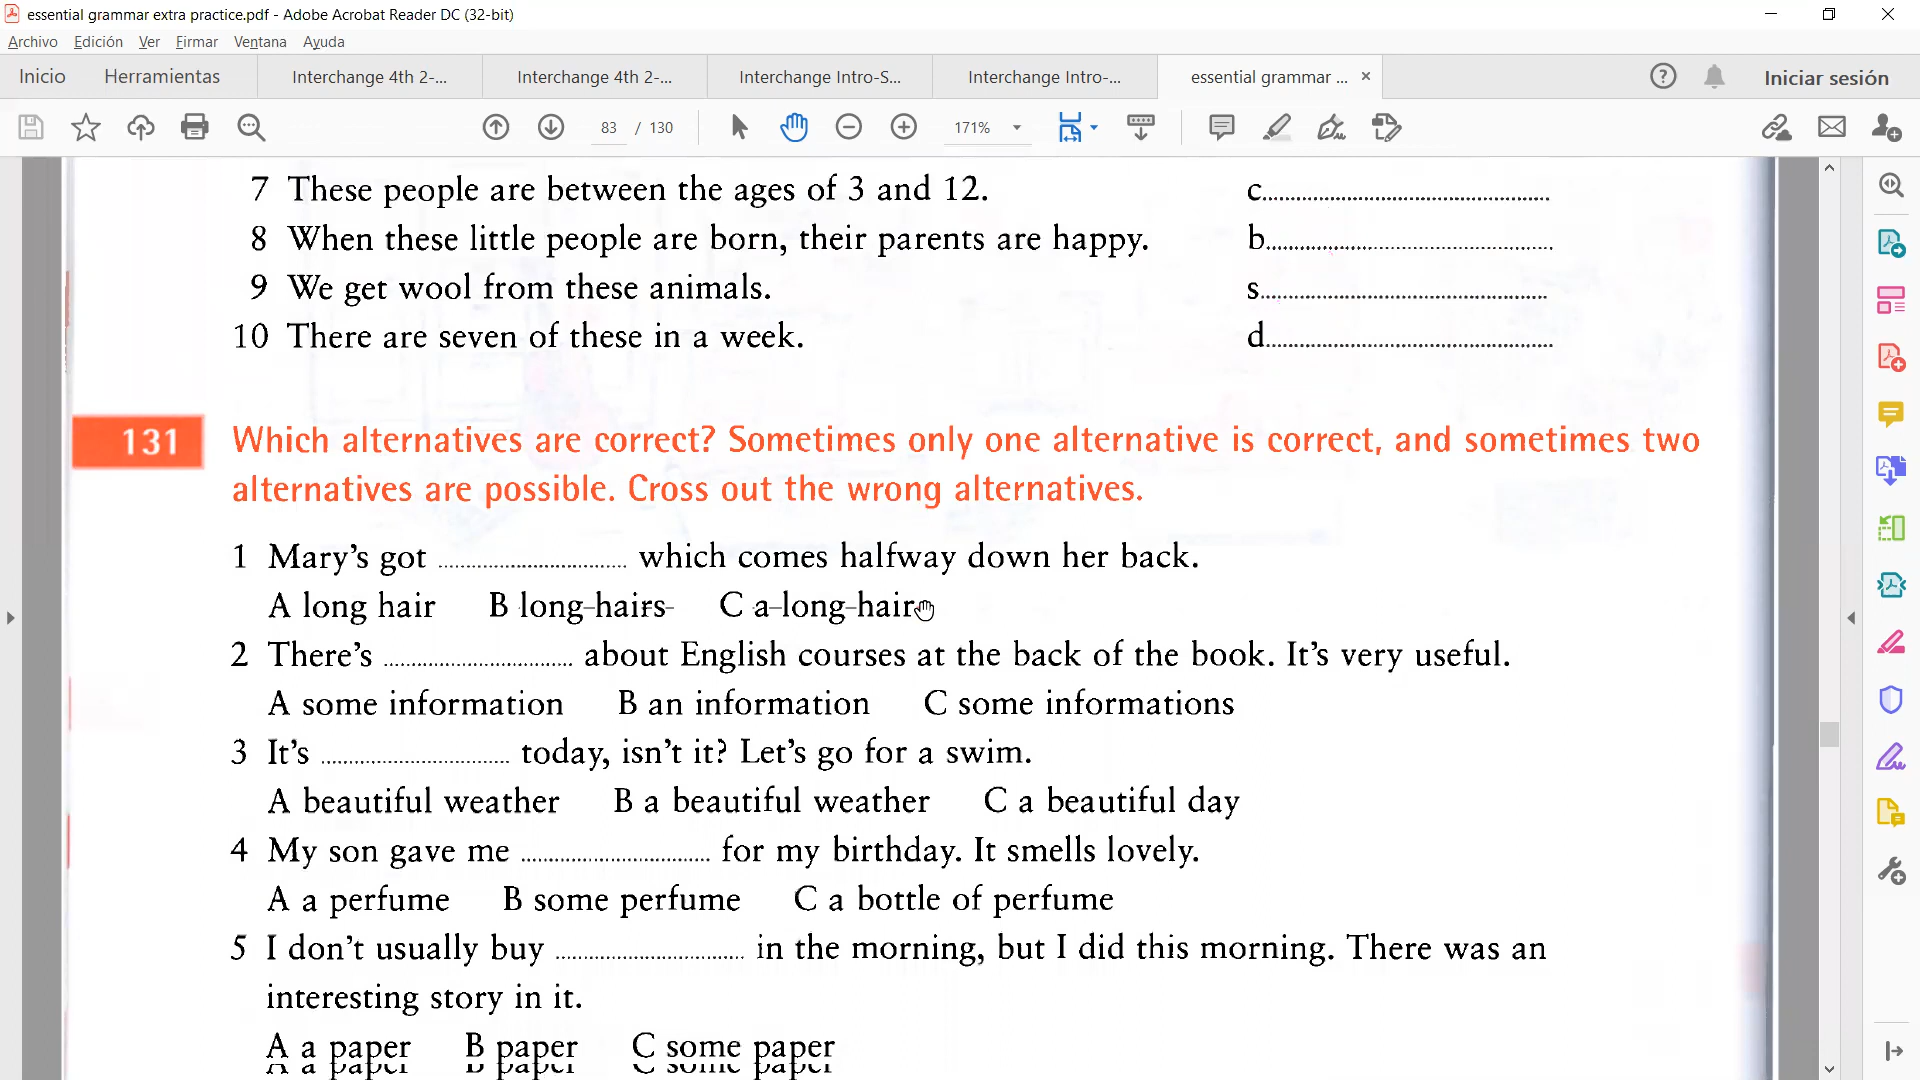 essential grammar extra practice.pdf - Adobe Acrobat Reader DC (32-bit)
Archivo Edición Ver Firmar Ventana Ayuda
Inicio Herramientas Interchange 4th 2-... Interchange 4th 2-... Interchange Intro-S... Interchange Intro-... essential grammar ... × Iniciar sesión
83 / 130 171%
7 These people are between the ages of 3 and 12. c..............................................
8 When these little people are born, their parents are happy. b..............................................
9 We get wool from these animals. s..............................................
10 There are seven of these in a week. d..............................................
131 Which alternatives are correct? Sometimes only one alternative is correct, and sometimes two
alternatives are possible. Cross out the wrong alternatives.
1 Mary's got .............................. which comes halfway down her back.
A long hair B long hairs C a long hair
2 There's .............................. about English courses at the back of the book. It's very useful.
A some information B an information C some informations
3 It's .............................. today, isn't it? Let's go for a swim.
A beautiful weather B a beautiful weather C a beautiful day
4 My son gave me .............................. for my birthday. It smells lovely.
A a perfume B some perfume C a bottle of perfume
5 I don't usually buy .............................. in the morning, but I did this morning. There was an
interesting story in it.
A a paper B paper C some paper